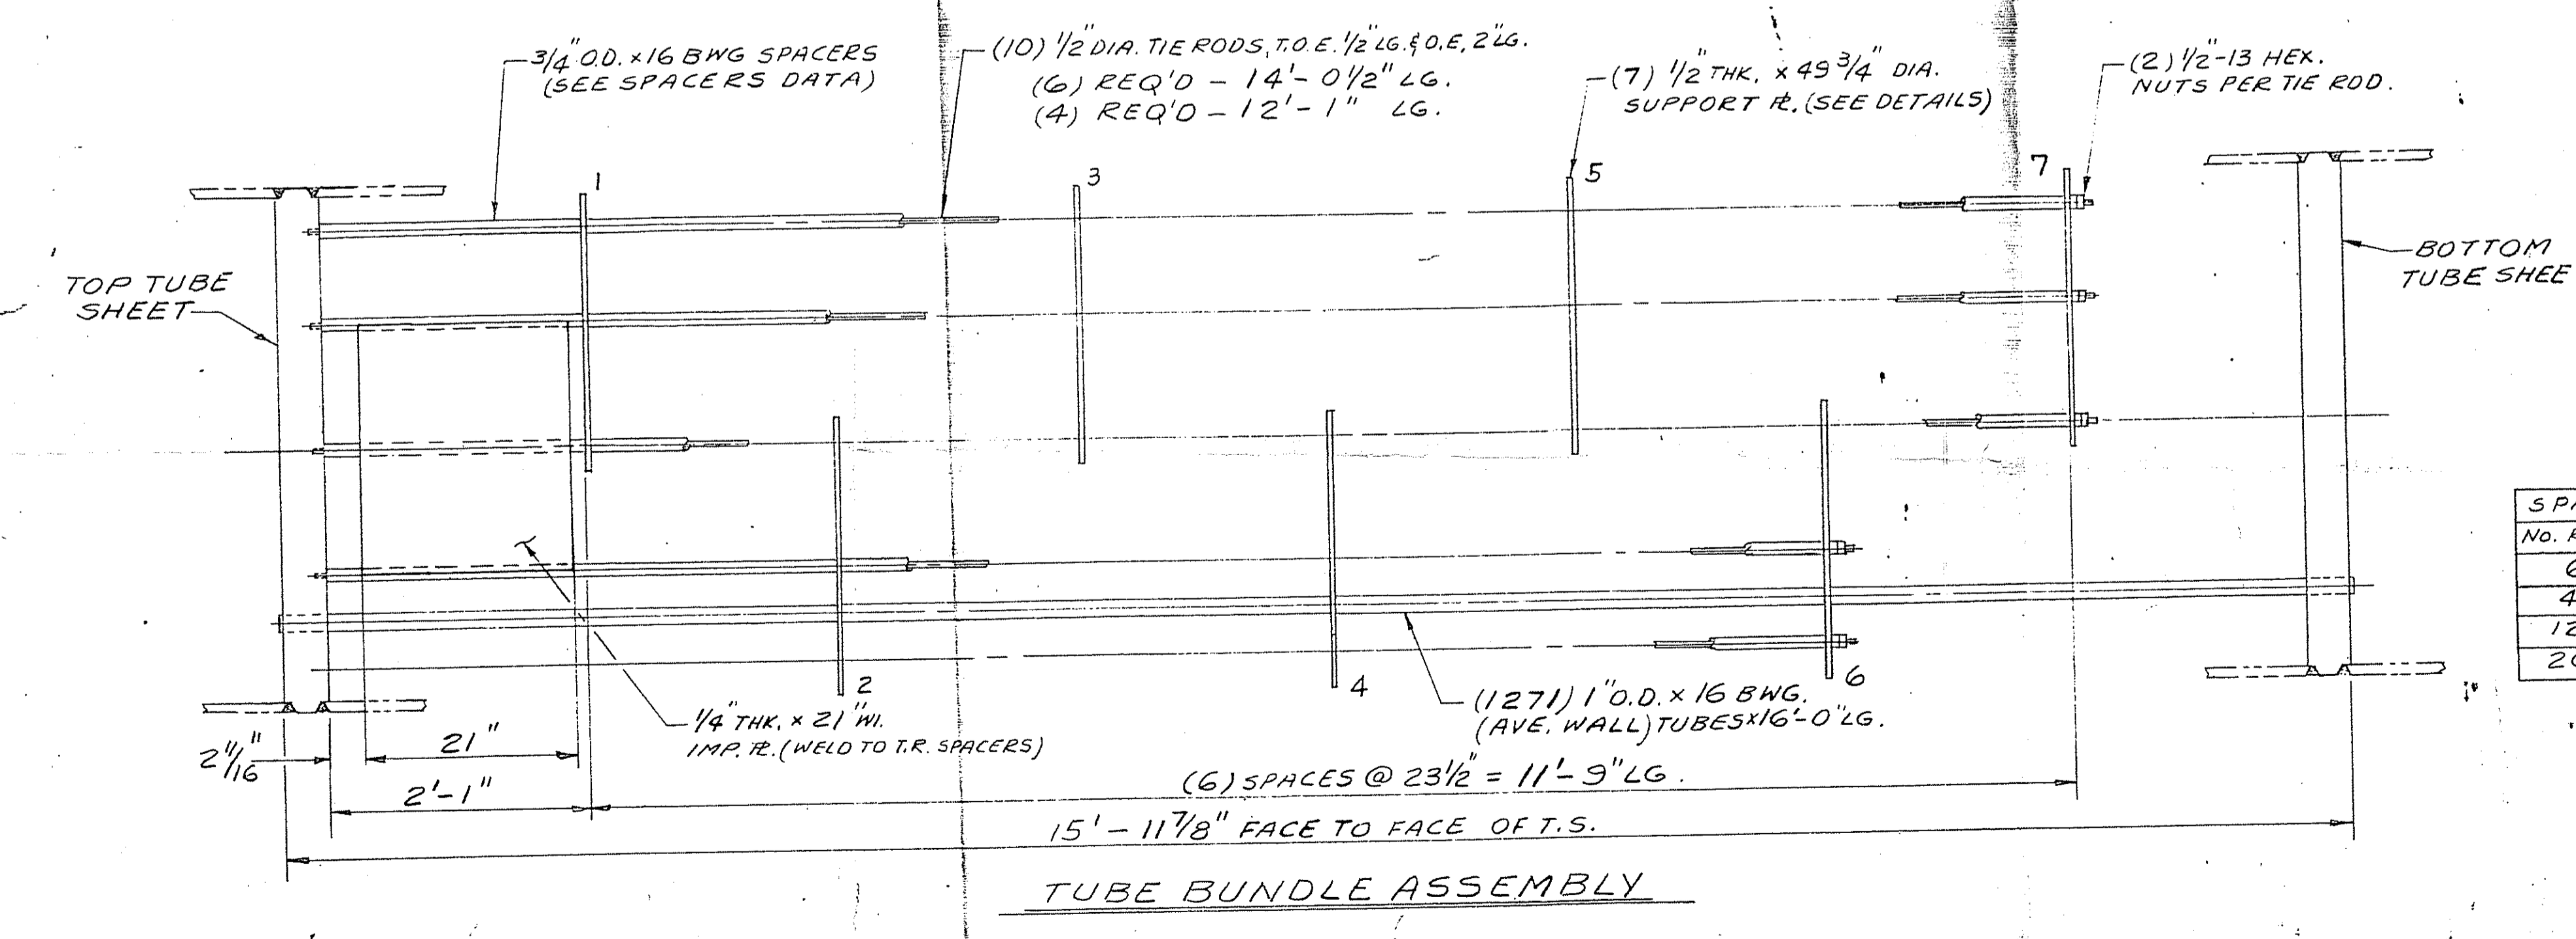 3/4" O.D. x 16 BWG SPACERS
(SEE SPACERS DATA)
(10) 1/2" DIA. TIE RODS, T.O.E. 1/2" LG. & O.E, 2" LG.
(6) REQ'D - 14'- 0 1/2" LG.
(4) REQ'D - 12'- 1" LG.
(7) 1/2" THK. x 49 3/4" DIA.
SUPPORT PL. (SEE DETAILS)
(2) 1/2"-13 HEX.
NUTS PER TIE ROD.
1
3
5
7
TOP TUBE
SHEET
BOTTOM
TUBE SHEE
SPA
NO. R
6
4
12
20
2
4
6
1/4" THK. x 21" WI.
IMP. PL. (WELD TO T.R. SPACERS)
(1271) 1" O.D. x 16 BWG.
(AVE. WALL) TUBES x 16'-0" LG.
2 11/16"
21"
2'-1"
(6) SPACES @ 23 1/2" = 11'-9" LG.
15'-11 7/8" FACE TO FACE OF T.S.
TUBE BUNDLE ASSEMBLY